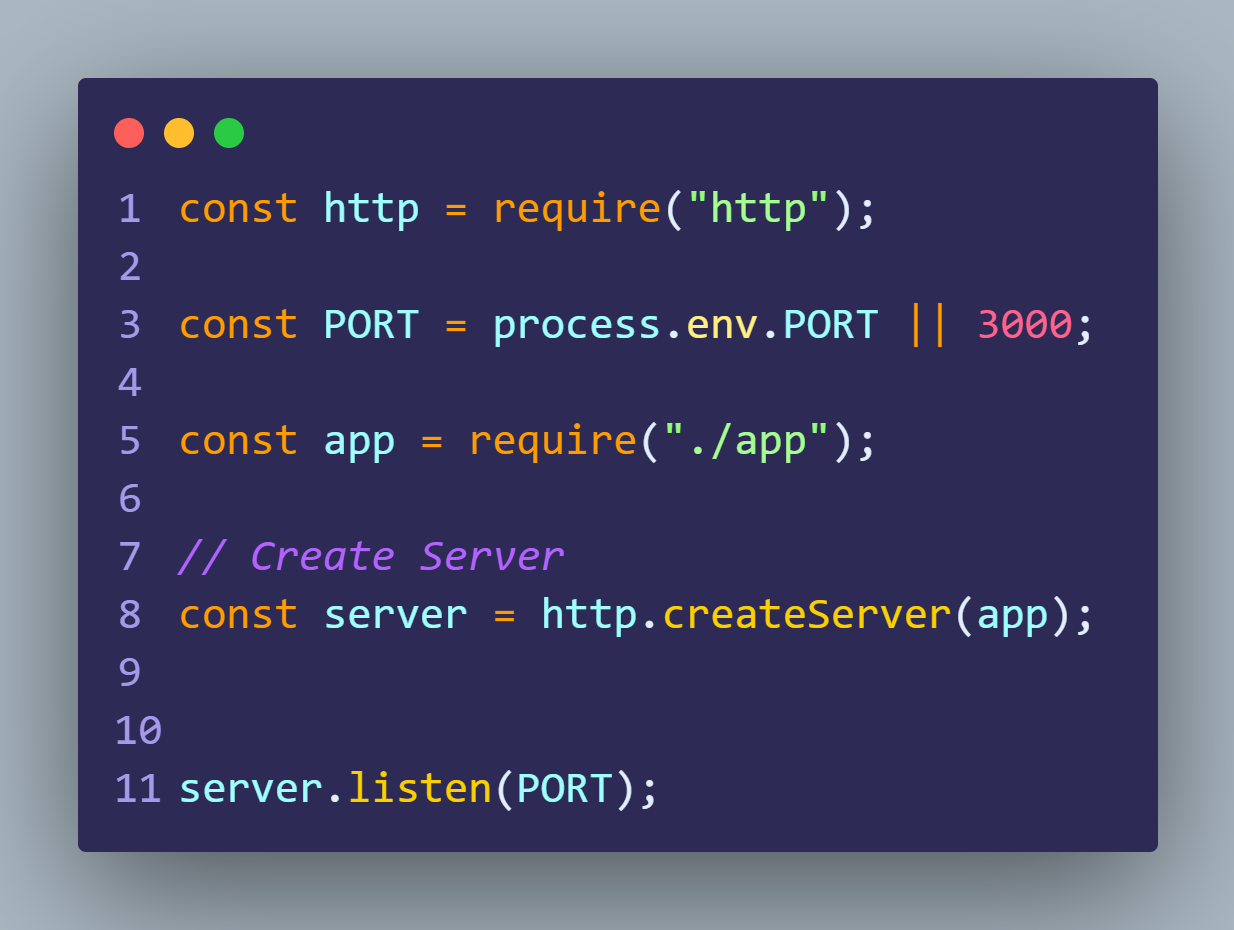 1 const http = require("http");
2
3 const PORT = process.env.PORT || 3000;
4
5 const app = require("./app");
6
7 // Create Server
8 const server = http.createServer(app);
9
10
11 server.listen(PORT);